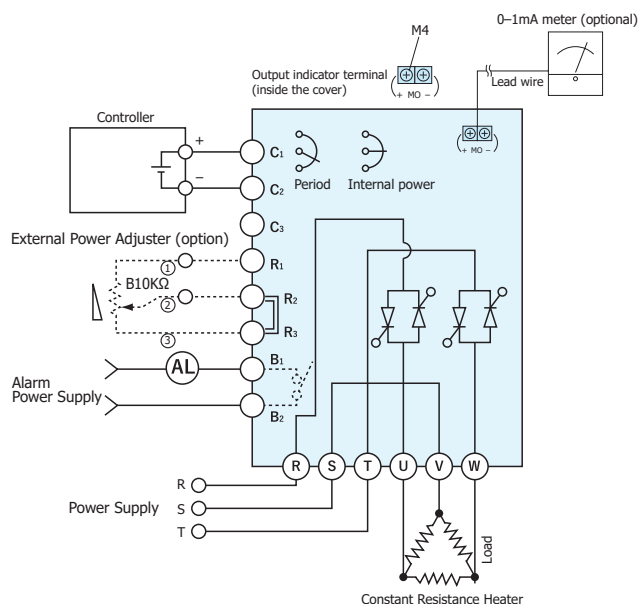 0–1mA meter (optional)
M4
Output indicator terminal
(inside the cover)
(+ MO −)
Lead wire
(+ MO −)
Controller
+
−
C1
C2
C3
Period
Internal power
External Power Adjuster (option)
B10KΩ
①
②
③
R1
R2
R3
B1
B2
AL
Alarm
Power Supply
R
S
T
U
V
W
Power Supply
R
S
T
Load
Constant Resistance Heater